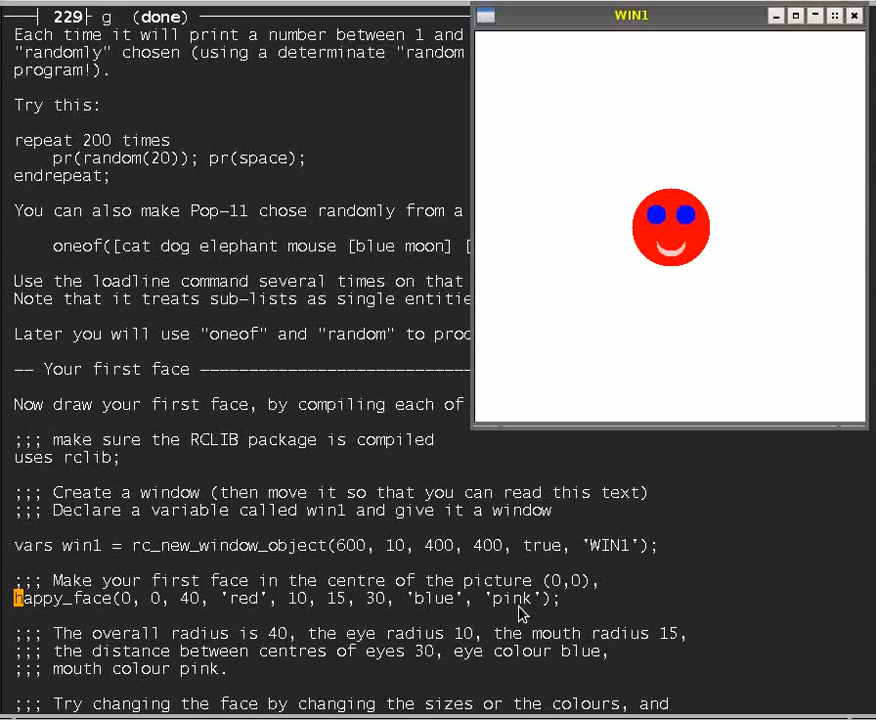 229 g (done)
WIN1
Each time it will print a number between 1 and
"randomly" chosen (using a determinate "random
program!).
Try this:
repeat 200 times
pr(random(20)); pr(space);
endrepeat;
You can also make Pop-11 chose randomly from a
oneof([cat dog elephant mouse [blue moon] [
Use the loadline command several times on that
Note that it treats sub-lists as single entitie
Later you will use "oneof" and "random" to proc
-- Your first face ----------------------------
Now draw your first face, by compiling each of
;;; make sure the RCLIB package is compiled
uses rclib;
;;; Create a window (then move it so that you can read this text)
;;; Declare a variable called win1 and give it a window
vars win1 = rc_new_window_object(600, 10, 400, 400, true, 'WIN1');
;;; Make your first face in the centre of the picture (0,0),
happy_face(0, 0, 40, 'red', 10, 15, 30, 'blue', 'pink');
;;; The overall radius is 40, the eye radius 10, the mouth radius 15,
;;; the distance between centres of eyes 30, eye colour blue,
;;; mouth colour pink.
;;; Try changing the face by changing the sizes or the colours, and